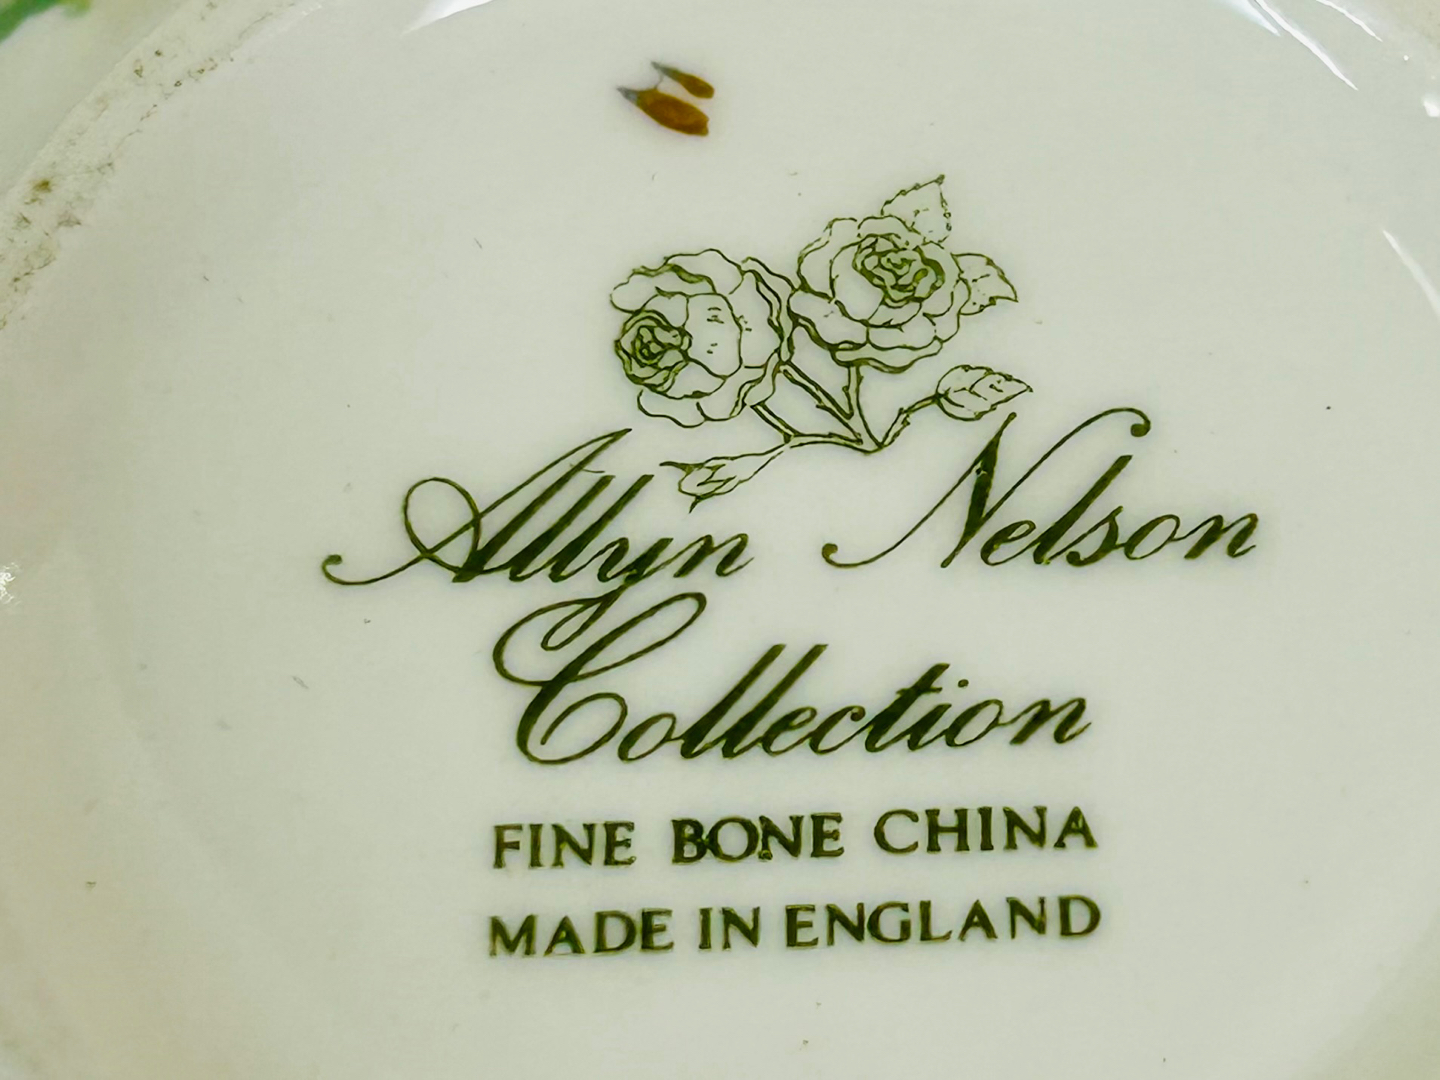 Allyn Nelson
Collection
FINE BONE CHINA
MADE IN ENGLAND